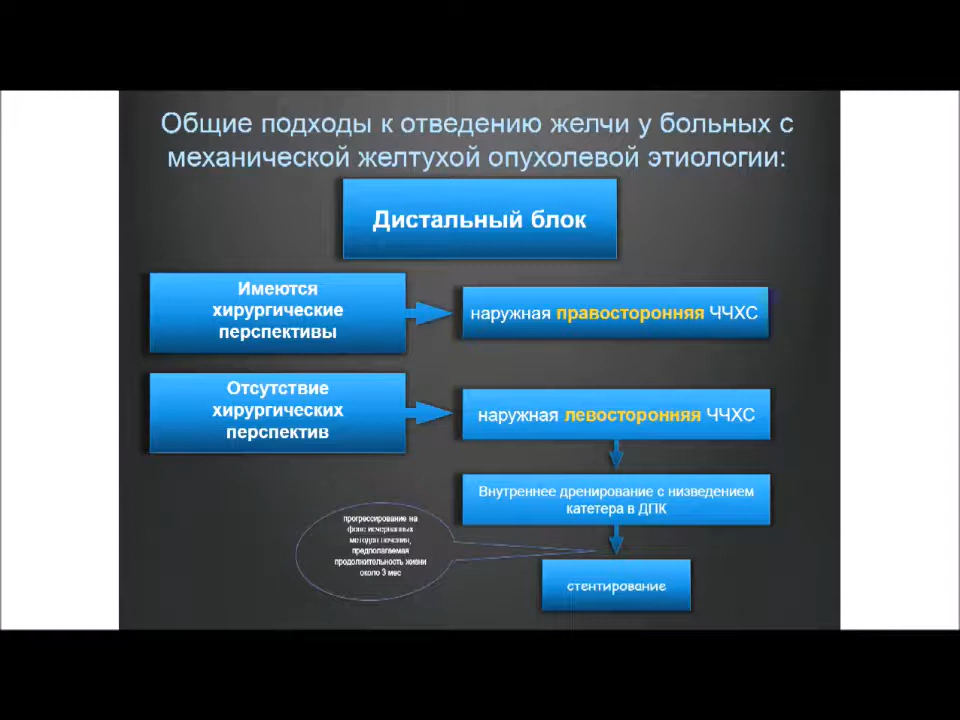 Общие подходы к отведению желчи у больных с
механической желтухой опухолевой этиологии:
Дистальный блок
Имеются
хирургические
перспективы
наружная правосторонняя ЧЧХС
Отсутствие
хирургических
перспектив
наружная левосторонняя ЧЧХС
Внутреннее дренирование с низведением
катетера в ДПК
прогрессирование на
фоне исчерпанных
методов лечения,
предполагаемая
продолжительность жизни
около 3 мес
стентирование